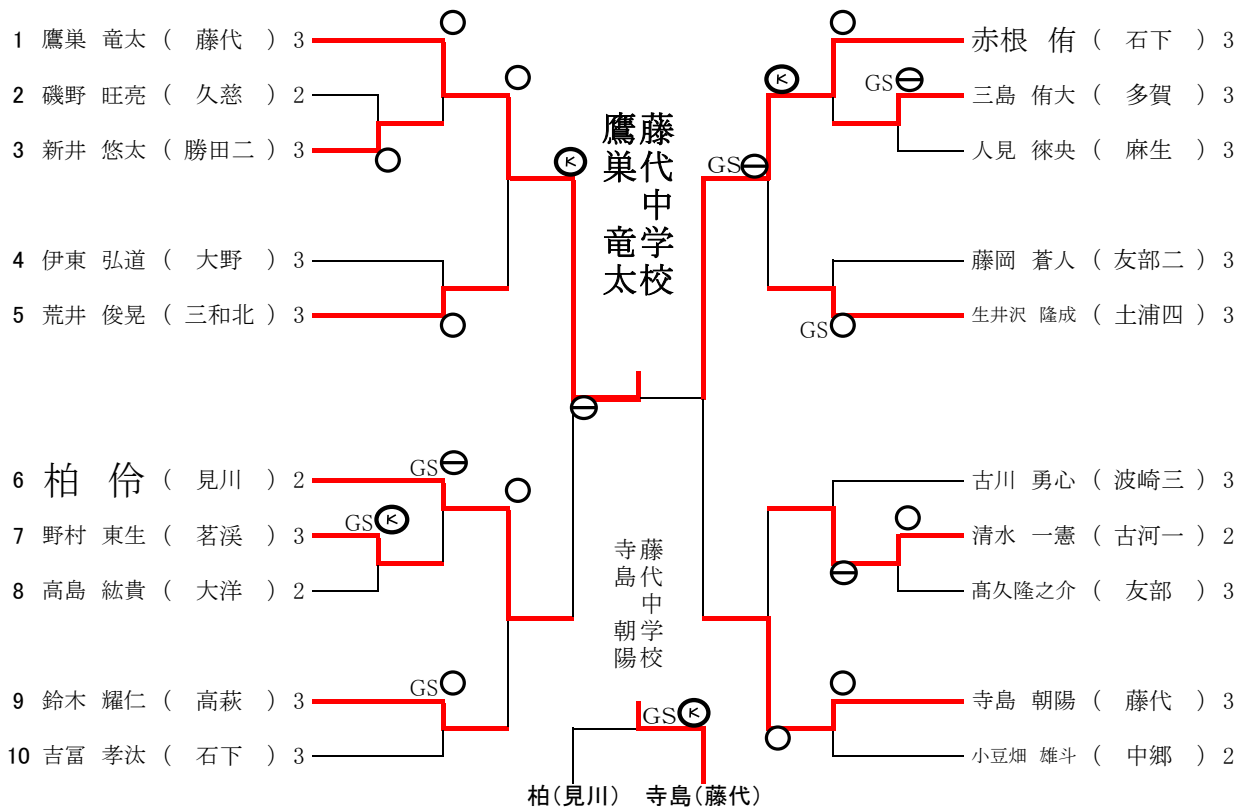 1 鷹巣 竜太 ( 藤代 ) 3
2 磯野 旺亮 ( 久慈 ) 2
3 新井 悠太 ( 勝田二 ) 3
4 伊東 弘道 ( 大野 ) 3
5 荒井 俊晃 ( 三和北 ) 3
6 柏 伶 ( 見川 ) 2
GS
7 野村 東生 ( 茗渓 ) 3
GS K
8 高島 紘貴 ( 大洋 ) 2
9 鈴木 耀仁 ( 高萩 ) 3
GS
10 吉冨 孝汰 ( 石下 ) 3
K
藤代中学校
鷹巣 竜太
藤代中学校
寺島 朝陽
GS K
柏(見川) 寺島(藤代)
赤根 侑 ( 石下 ) 3
K
GS
三島 侑大 ( 多賀 ) 3
人見 徠央 ( 麻生 ) 3
GS
藤岡 蒼人 ( 友部二 ) 3
生井沢 隆成 ( 土浦四 ) 3
GS
古川 勇心 ( 波崎三 ) 3
清水 一憲 ( 古河一 ) 2
髙久隆之介 ( 友部 ) 3
寺島 朝陽 ( 藤代 ) 3
小豆畑 雄斗 ( 中郷 ) 2